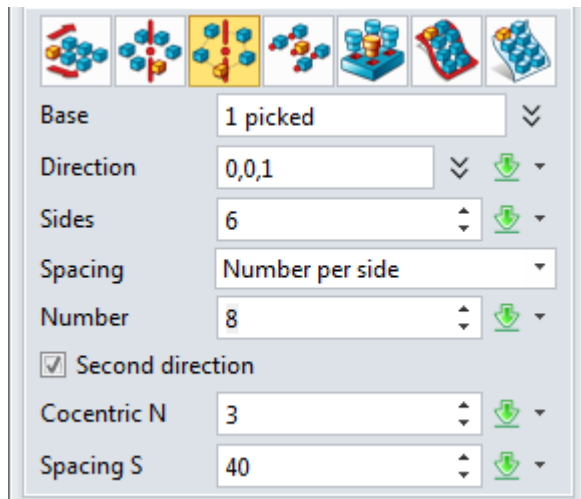 Base 1 picked
Direction 0,0,1
Sides 6
Spacing Number per side
Number 8
Second direction
Cocentric N 3
Spacing S 40